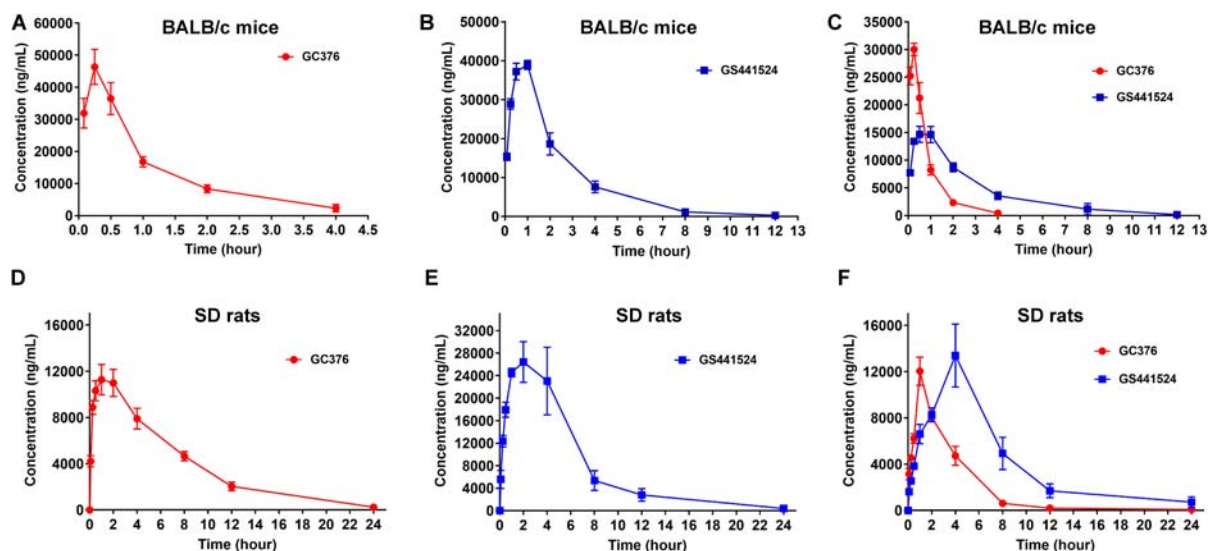 A
BALB/c mice
GC376
Concentration (ng/mL)
60000
50000
40000
30000
20000
10000
0
0.0 0.5 1.0 1.5 2.0 2.5 3.0 3.5 4.0 4.5
Time (hour)
B
BALB/c mice
GS441524
Concentration (ng/mL)
50000
40000
30000
20000
10000
0
0 1 2 3 4 5 6 7 8 9 10 11 12 13
Time (hour)
C
BALB/c mice
GC376
GS441524
Concentration (ng/mL)
35000
30000
25000
20000
15000
10000
5000
0
0 1 2 3 4 5 6 7 8 9 10 11 12 13
Time (hour)
D
SD rats
GC376
Concentration (ng/mL)
16000
12000
8000
4000
0
0 2 4 6 8 10 12 14 16 18 20 22 24
Time (hour)
E
SD rats
GS441524
Concentration (ng/mL)
32000
28000
24000
20000
16000
12000
8000
4000
0
0 2 4 6 8 10 12 14 16 18 20 22 24
Time (hour)
F
SD rats
GC376
GS441524
Concentration (ng/mL)
16000
12000
8000
4000
0
0 2 4 6 8 10 12 14 16 18 20 22 24
Time (hour)